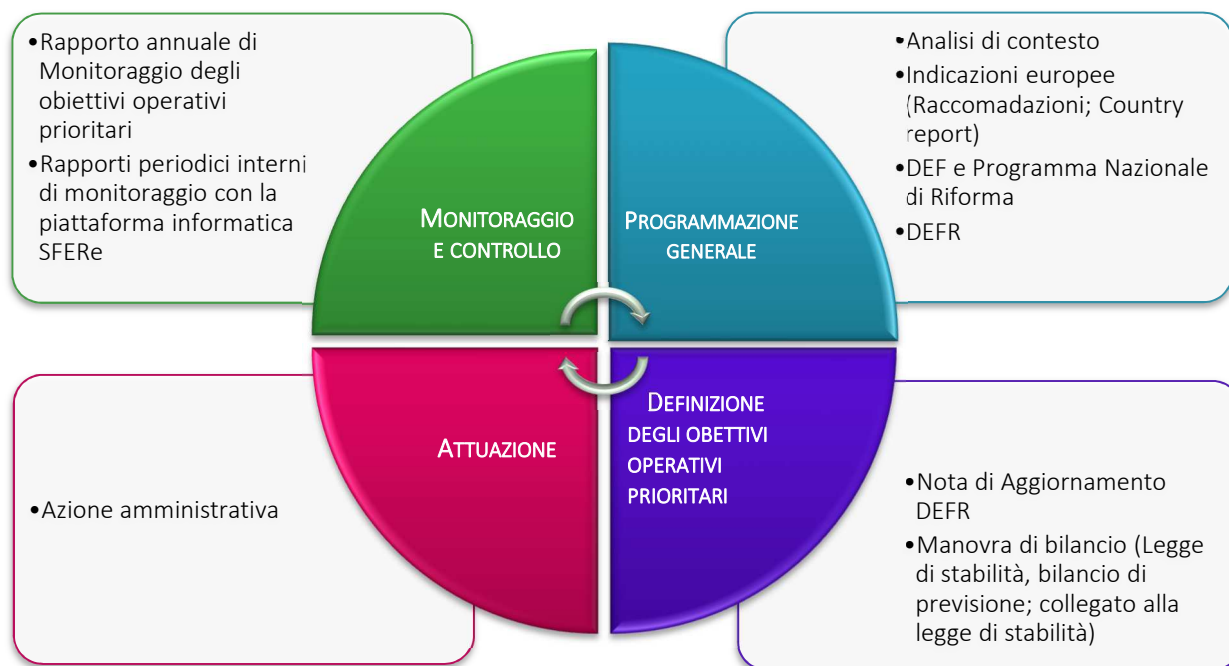 •Rapporto annuale di
Monitoraggio degli
obiettivi operativi
prioritari
•Rapporti periodici interni
di monitoraggio con la
piattaforma informatica
SFERe
MONITORAGGIO
E CONTROLLO
PROGRAMMAZIONE
GENERALE
•Analisi di contesto
•Indicazioni europee
(Raccomadazioni; Country
report)
•DEF e Programma Nazionale
di Riforma
•DEFR
•Azione amministrativa
ATTUAZIONE
DEFINIZIONE
DEGLI OBETTIVI
OPERATIVI
PRIORITARI
•Nota di Aggiornamento
DEFR
•Manovra di bilancio (Legge
di stabilità, bilancio di
previsione; collegato alla
legge di stabilità)